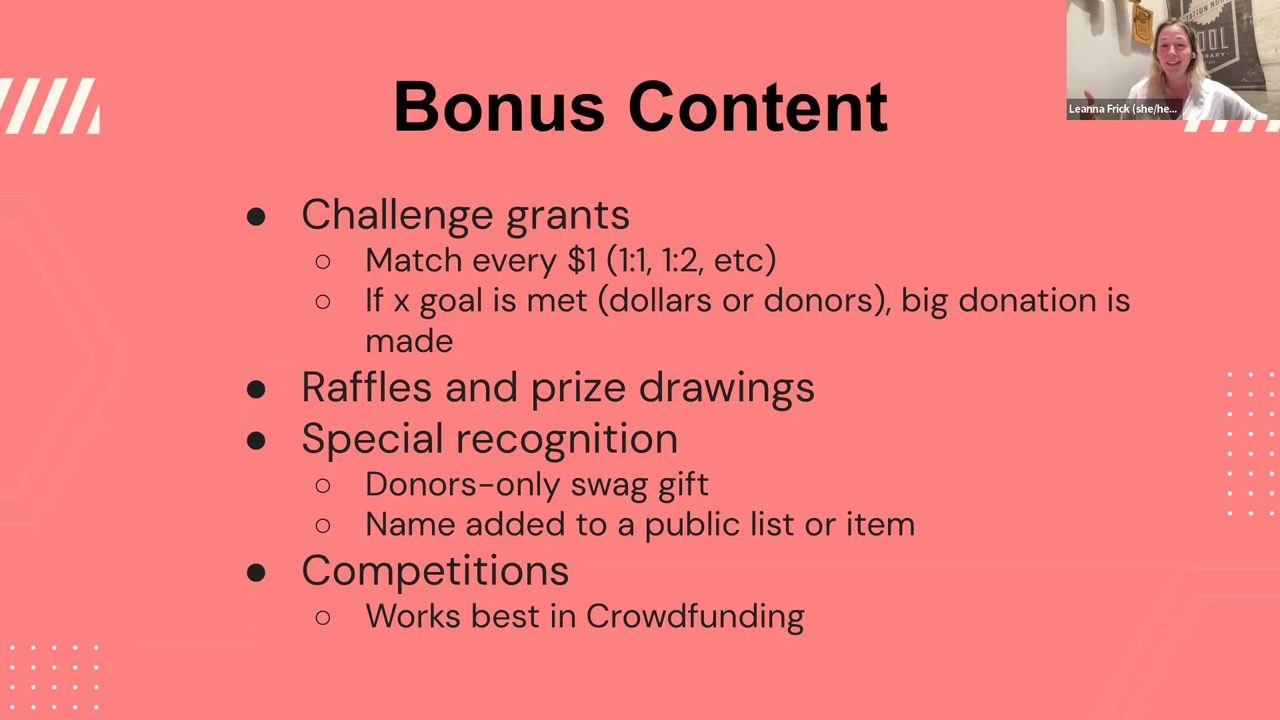 Bonus Content
OOL
Leanna Frick (she/he...
● Challenge grants
○ Match every $1 (1:1, 1:2, etc)
○ If x goal is met (dollars or donors), big donation is
made
● Raffles and prize drawings
● Special recognition
○ Donors-only swag gift
○ Name added to a public list or item
● Competitions
○ Works best in Crowdfunding